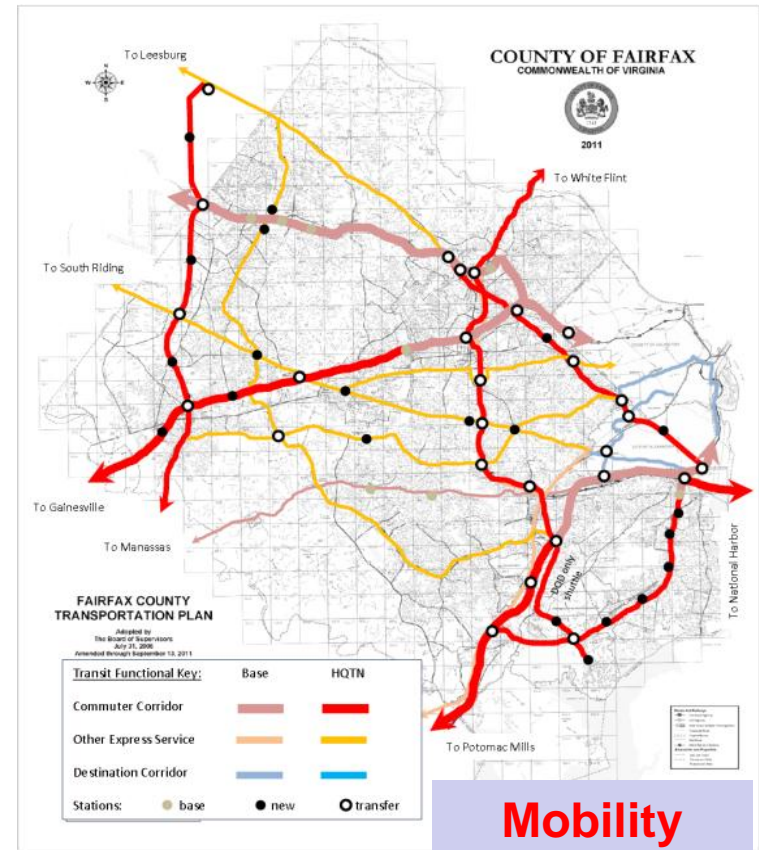 To Leesburg
COUNTY OF FAIRFAX
COMMONWEALTH OF VIRGINIA
N
W
E
S
2011
To White Flint
To South Riding
To Gainesville
To Manassas
DOD only
shuttle
To National Harbor
To Potomac Mills
FAIRFAX COUNTY
TRANSPORTATION PLAN
Adopted by
The Board of Supervisors
July 31, 2006
Amended through September 13, 2011
Transit Functional Key: Base HQTN
Commuter Corridor
Other Express Service
Destination Corridor
Stations: base new transfer
Mobility